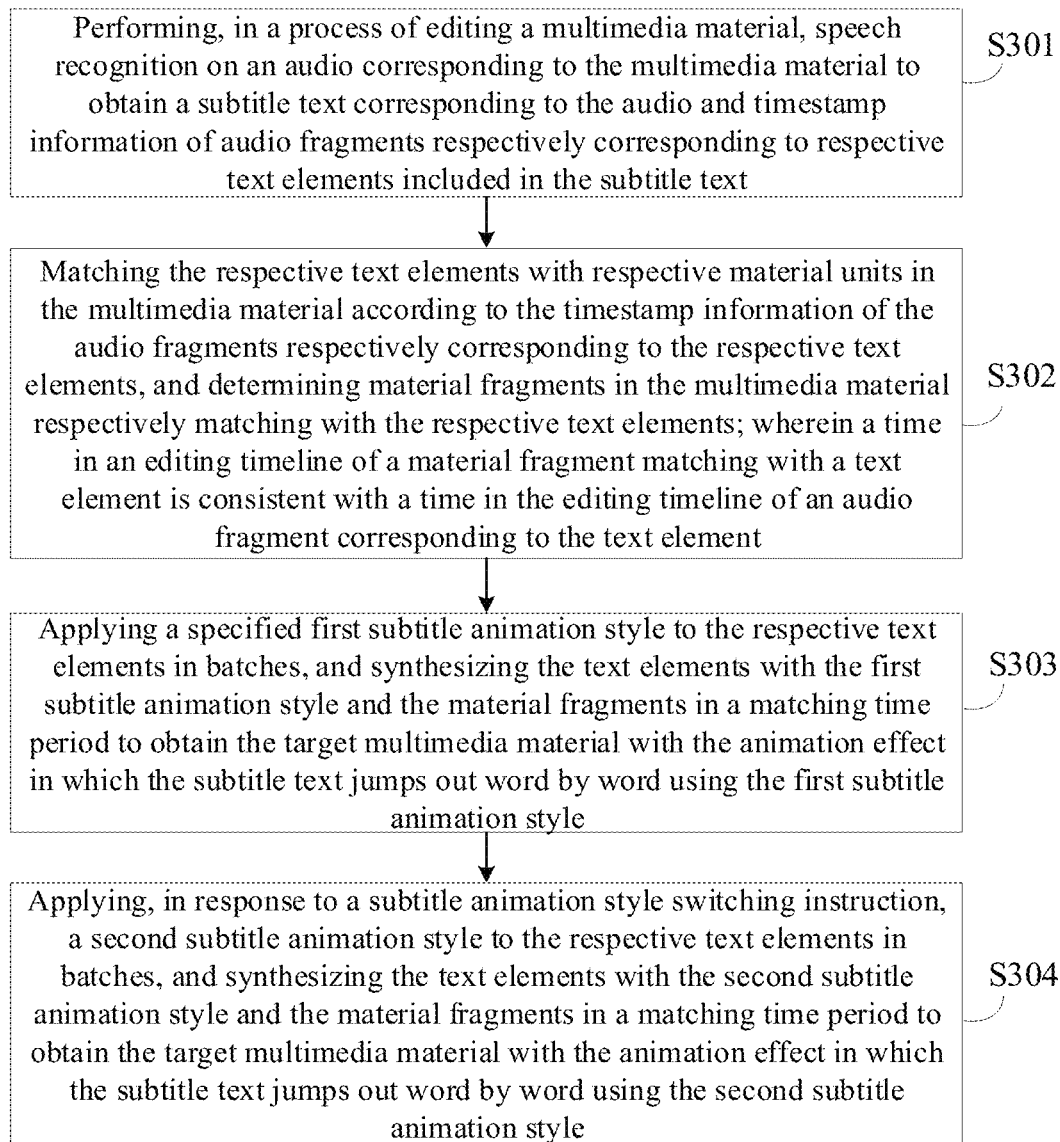 Performing, in a process of editing a multimedia material, speech
recognition on an audio corresponding to the multimedia material to
obtain a subtitle text corresponding to the audio and timestamp
information of audio fragments respectively corresponding to respective
text elements included in the subtitle text
S301
Matching the respective text elements with respective material units in
the multimedia material according to the timestamp information of the
audio fragments respectively corresponding to the respective text
elements, and determining material fragments in the multimedia material
respectively matching with the respective text elements; wherein a time
in an editing timeline of a material fragment matching with a text
element is consistent with a time in the editing timeline of an audio
fragment corresponding to the text element
S302
Applying a specified first subtitle animation style to the respective text
elements in batches, and synthesizing the text elements with the first
subtitle animation style and the material fragments in a matching time
period to obtain the target multimedia material with the animation effect
in which the subtitle text jumps out word by word using the first subtitle
animation style
S303
Applying, in response to a subtitle animation style switching instruction,
a second subtitle animation style to the respective text elements in
batches, and synthesizing the text elements with the second subtitle
animation style and the material fragments in a matching time period to
obtain the target multimedia material with the animation effect in which
the subtitle text jumps out word by word using the second subtitle
animation style
S304